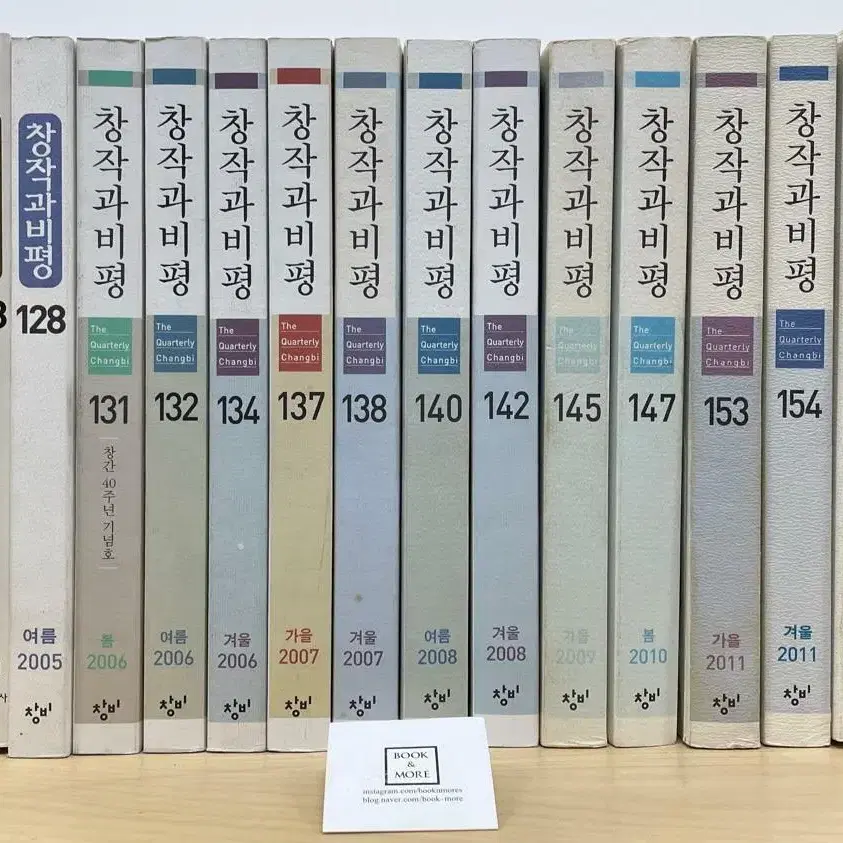 창작과비평
128
여름
2005
창비
창작과비평
The
Quarterly
Changbi
131
창간 40주년 기념호
봄
2006
창비
창작과비평
The
Quarterly
Changbi
132
여름
2006
창비
창작과비평
The
Quarterly
Changbi
134
겨울
2006
창비
창작과비평
The
Quarterly
Changbi
137
가을
2007
창비
창작과비평
The
Quarterly
Changbi
138
겨울
2007
창비
창작과비평
The
Quarterly
Changbi
140
여름
2008
창비
창작과비평
The
Quarterly
Changbi
142
겨울
2008
창비
창작과비평
The
Quarterly
Changbi
145
가을
2009
창비
창작과비평
The
Quarterly
Changbi
147
봄
2010
창비
창작과비평
The
Quarterly
Changbi
153
가을
2011
창비
창작과비평
The
Quarterly
Changbi
154
겨울
2011
창비
BOOK
&
MORE
instagram.com/booknmores
blog.naver.com/book-more